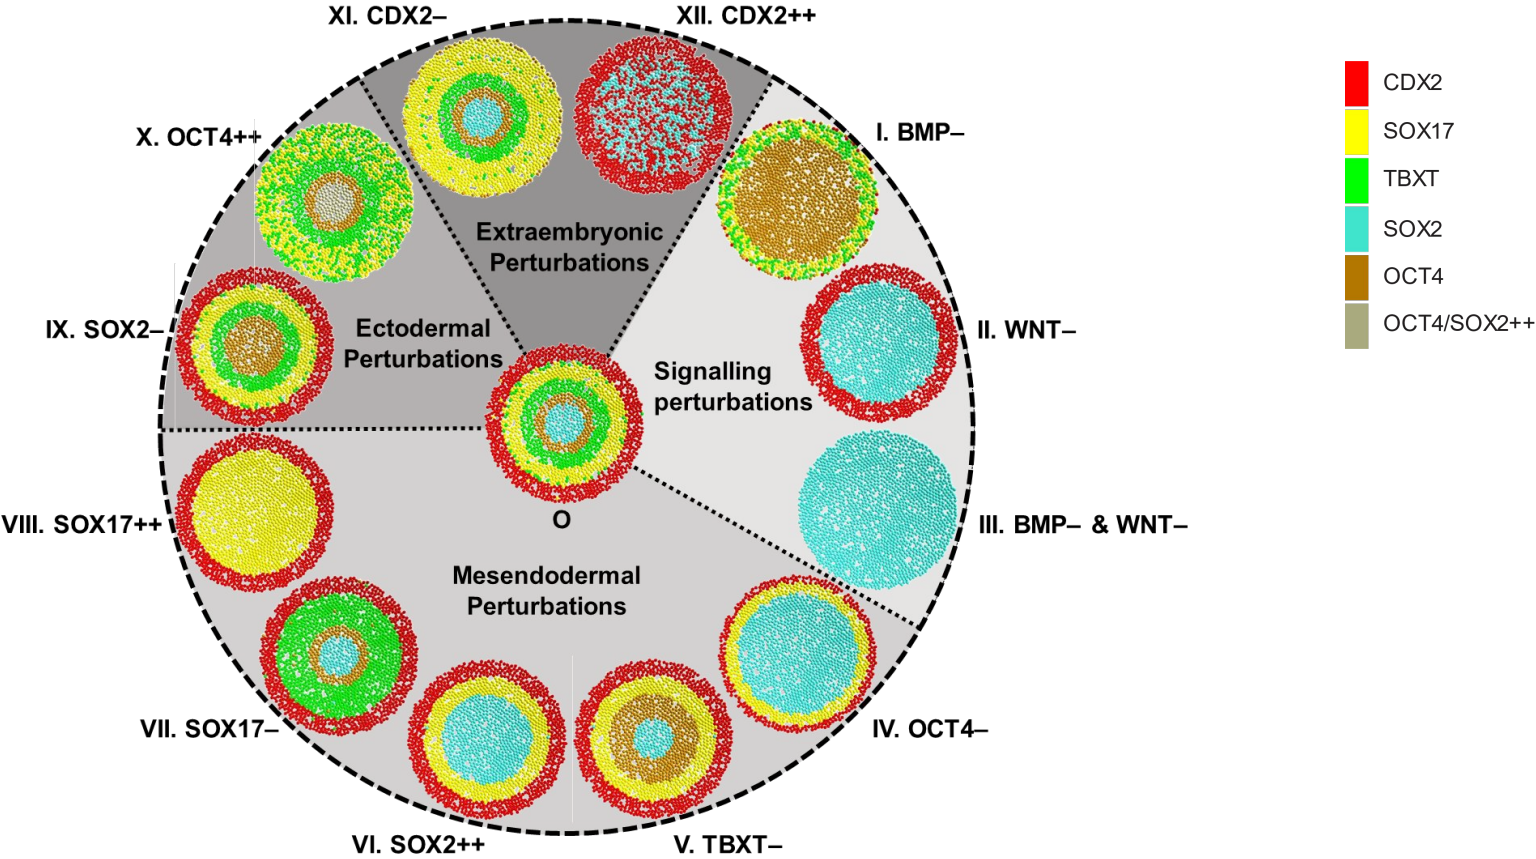 XI. CDX2–
XII. CDX2++
X. OCT4++
I. BMP–
IX. SOX2–
II. WNT–
Extraembryonic
Perturbations
Ectodermal
Perturbations
Signalling
perturbations
O
VIII. SOX17++
III. BMP– & WNT–
Mesendodermal
Perturbations
VII. SOX17–
IV. OCT4–
VI. SOX2++
V. TBXT–
CDX2
SOX17
TBXT
SOX2
OCT4
OCT4/SOX2++